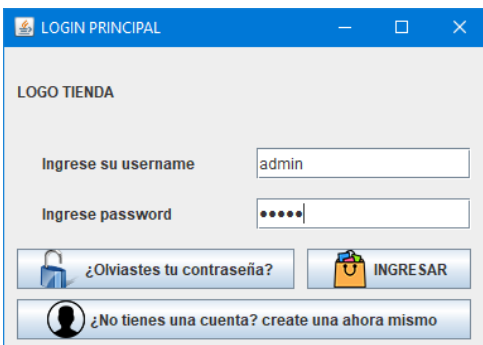 LOGIN PRINCIPAL
LOGO TIENDA
Ingrese su username admin
Ingrese password •••••
¿Olviastes tu contraseña? INGRESAR
¿No tienes una cuenta? create una ahora mismo